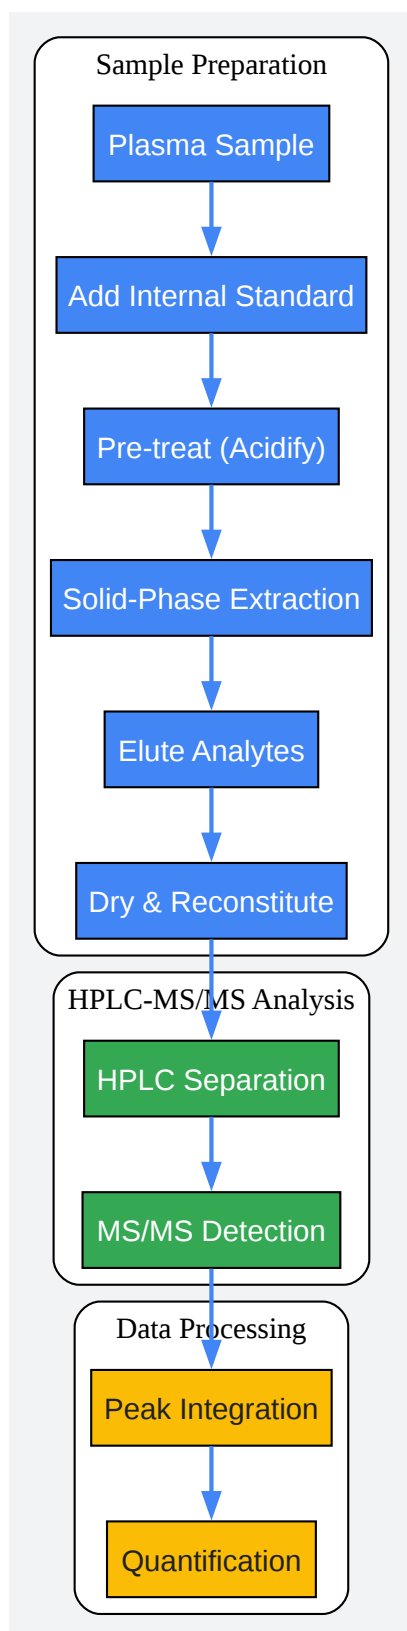 Sample Preparation
Plasma Sample
Add Internal Standard
Pre-treat (Acidify)
Solid-Phase Extraction
Elute Analytes
Dry & Reconstitute
HPLC-MS/MS Analysis
HPLC Separation
MS/MS Detection
Data Processing
Peak Integration
Quantification